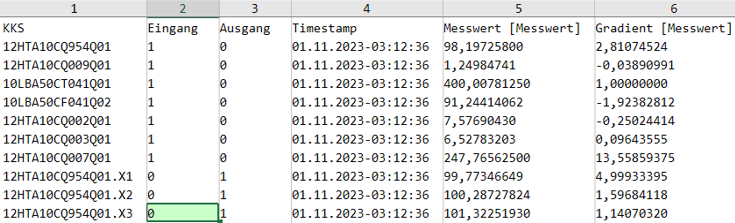 1 2 3 4 5 6
KKS Eingang Ausgang Timestamp Messwert [Messwert] Gradient [Messwert]
12HTA10CQ954Q01 1 0 01.11.2023-03:12:36 98,19725800 2,81074524
12HTA10CQ009Q01 1 0 01.11.2023-03:12:36 1,24984741 -0,03890991
10LBA50CT041Q01 1 0 01.11.2023-03:12:36 400,00781250 1,00000000
10LBA50CF041Q02 1 0 01.11.2023-03:12:36 91,24414062 -1,92382812
12HTA10CQ002Q01 1 0 01.11.2023-03:12:36 7,57690430 -0,25024414
12HTA10CQ003Q01 1 0 01.11.2023-03:12:36 6,52783203 0,09643555
12HTA10CQ007Q01 1 0 01.11.2023-03:12:36 247,76562500 13,55859375
12HTA10CQ954Q01.X1 0 1 01.11.2023-03:12:36 99,77346649 4,99933395
12HTA10CQ954Q01.X2 0 1 01.11.2023-03:12:36 100,28727824 1,59684118
12HTA10CQ954Q01.X3 0 1 01.11.2023-03:12:36 101,32251930 1,14070320